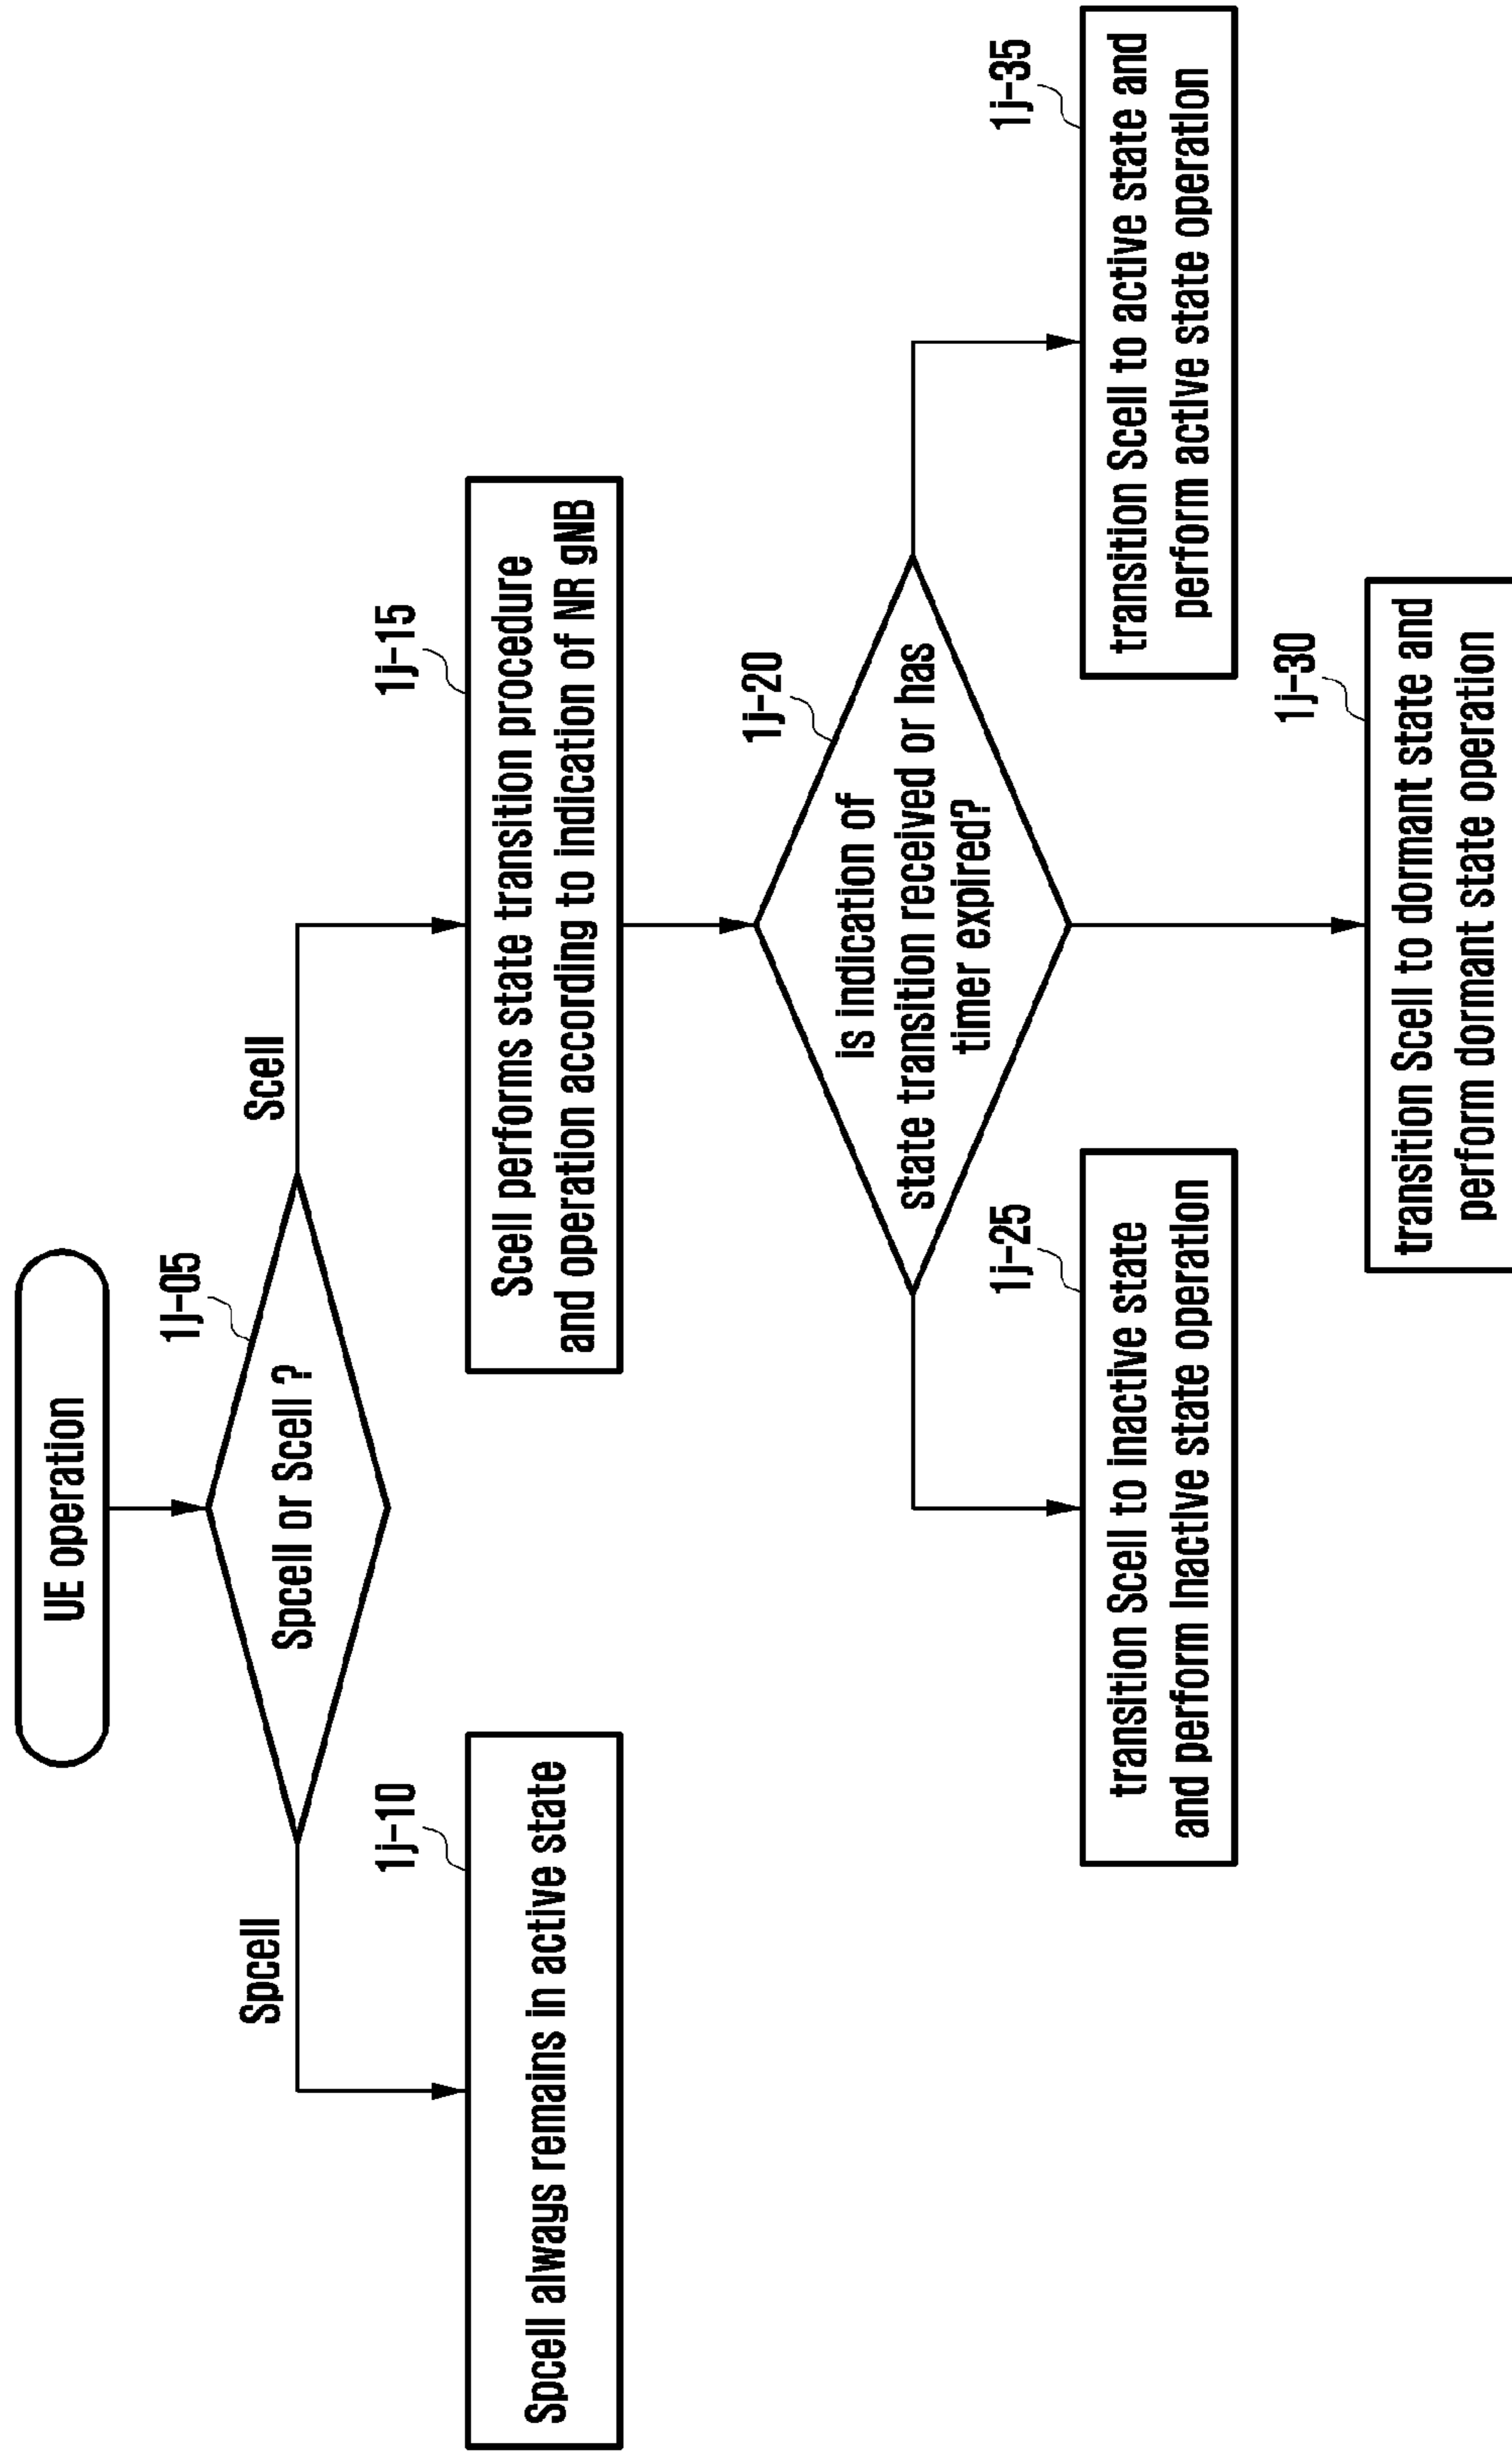 UE operation
1j-05
Spcell or Scell ?
Spcell
Scell
1j-10
Spcell always remains in active state
1j-15
Scell performs state transition procedure
and operation according to indication of NR gNB
1j-20
is indication of
state transition received or has
timer expired?
1j-25
transition Scell to inactive state
and perform inactive state operation
1j-35
transition Scell to active state and
perform active state operation
1j-30
transition Scell to dormant state and
perform dormant state operation